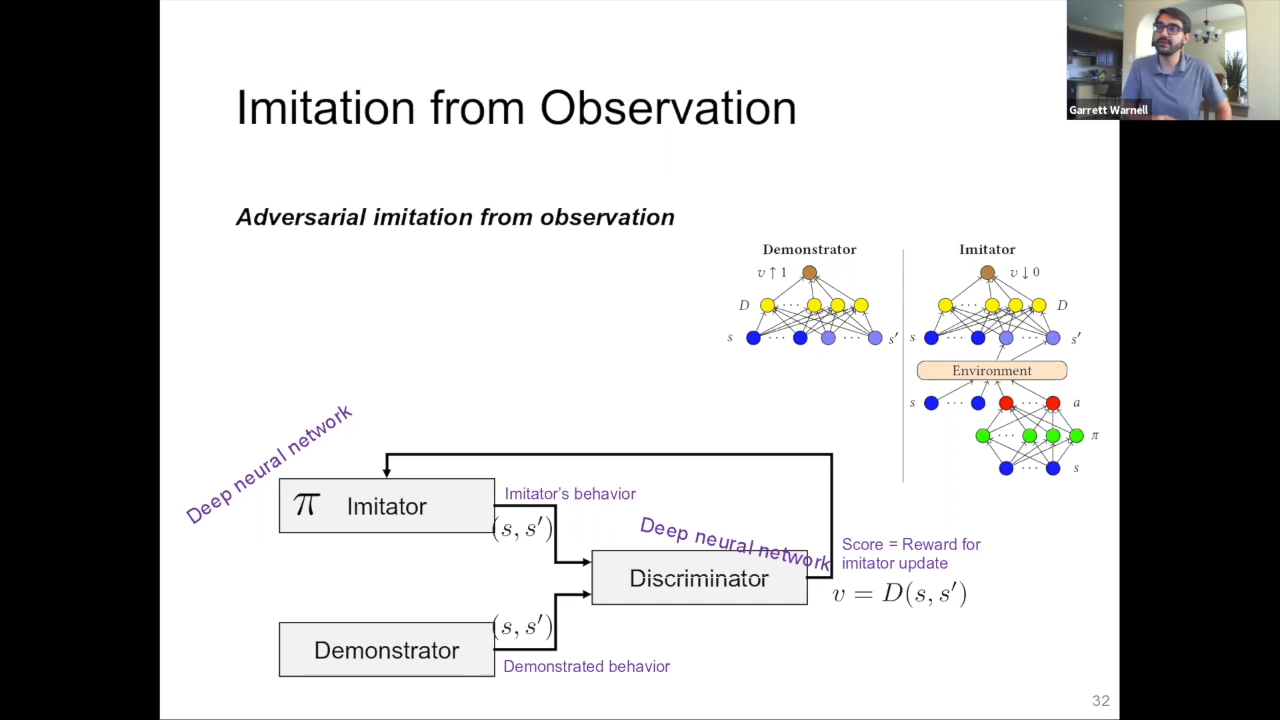 Garrett Warnell
Imitation from Observation
Adversarial imitation from observation
Demonstrator
Imitator
v ↑ 1
v ↓ 0
D
D
s
s′
s
s′
Environment
s
a
π
s
Deep neural network
π Imitator
Imitator's behavior
(s, s′)
Deep neural network
Discriminator
Score = Reward for
imitator update
v = D(s, s′)
(s, s′)
Demonstrator
Demonstrated behavior
32